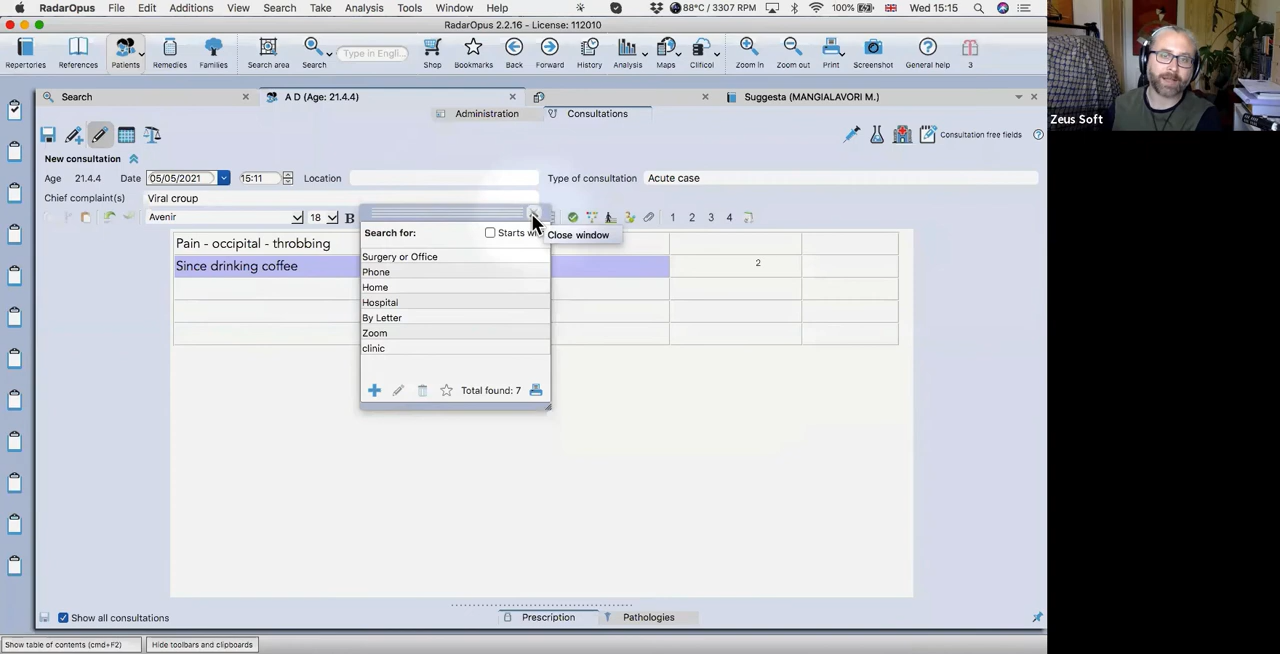 RadarOpus File Edit Additions View Search Take Analysis Tools Window Help 88°C / 3307 RPM 100% Wed 15:15
RadarOpus 2.2.16 - License: 112010
Repertories References Patients Remedies Families Search area Search Type in Engli... Shop Bookmarks Back Forward History Analysis Maps Clificol Zoom in Zoom out Print Screenshot General help 3
Search A D (Age: 21.4.4) Suggesta (MANGIALAVORI M.)
Administration Consultations
Consultation free fields
New consultation
Age 21.4.4 Date 05/05/2021 15:11 Location Type of consultation Acute case
Chief complaint(s) Viral croup
Avenir 18 B 1 2 3 4
Search for: Starts wi
Close window
Pain - occipital - throbbing
Since drinking coffee 2
Surgery or Office
Phone
Home
Hospital
By Letter
Zoom
clinic
Total found: 7
Show all consultations Prescription Pathologies
Show table of contents (cmd+F2) Hide toolbars and clipboards
Zeus Soft